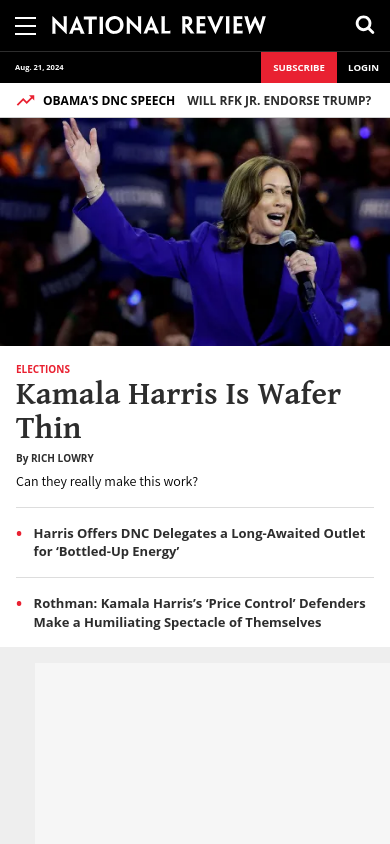 NATIONAL REVIEW
Aug. 21, 2024
SUBSCRIBE
LOGIN
OBAMA'S DNC SPEECH
WILL RFK JR. ENDORSE TRUMP?
ELECTIONS
Kamala Harris Is Wafer
Thin
By RICH LOWRY
Can they really make this work?
• Harris Offers DNC Delegates a Long-Awaited Outlet
for ‘Bottled-Up Energy’
• Rothman: Kamala Harris’s ‘Price Control’ Defenders
Make a Humiliating Spectacle of Themselves